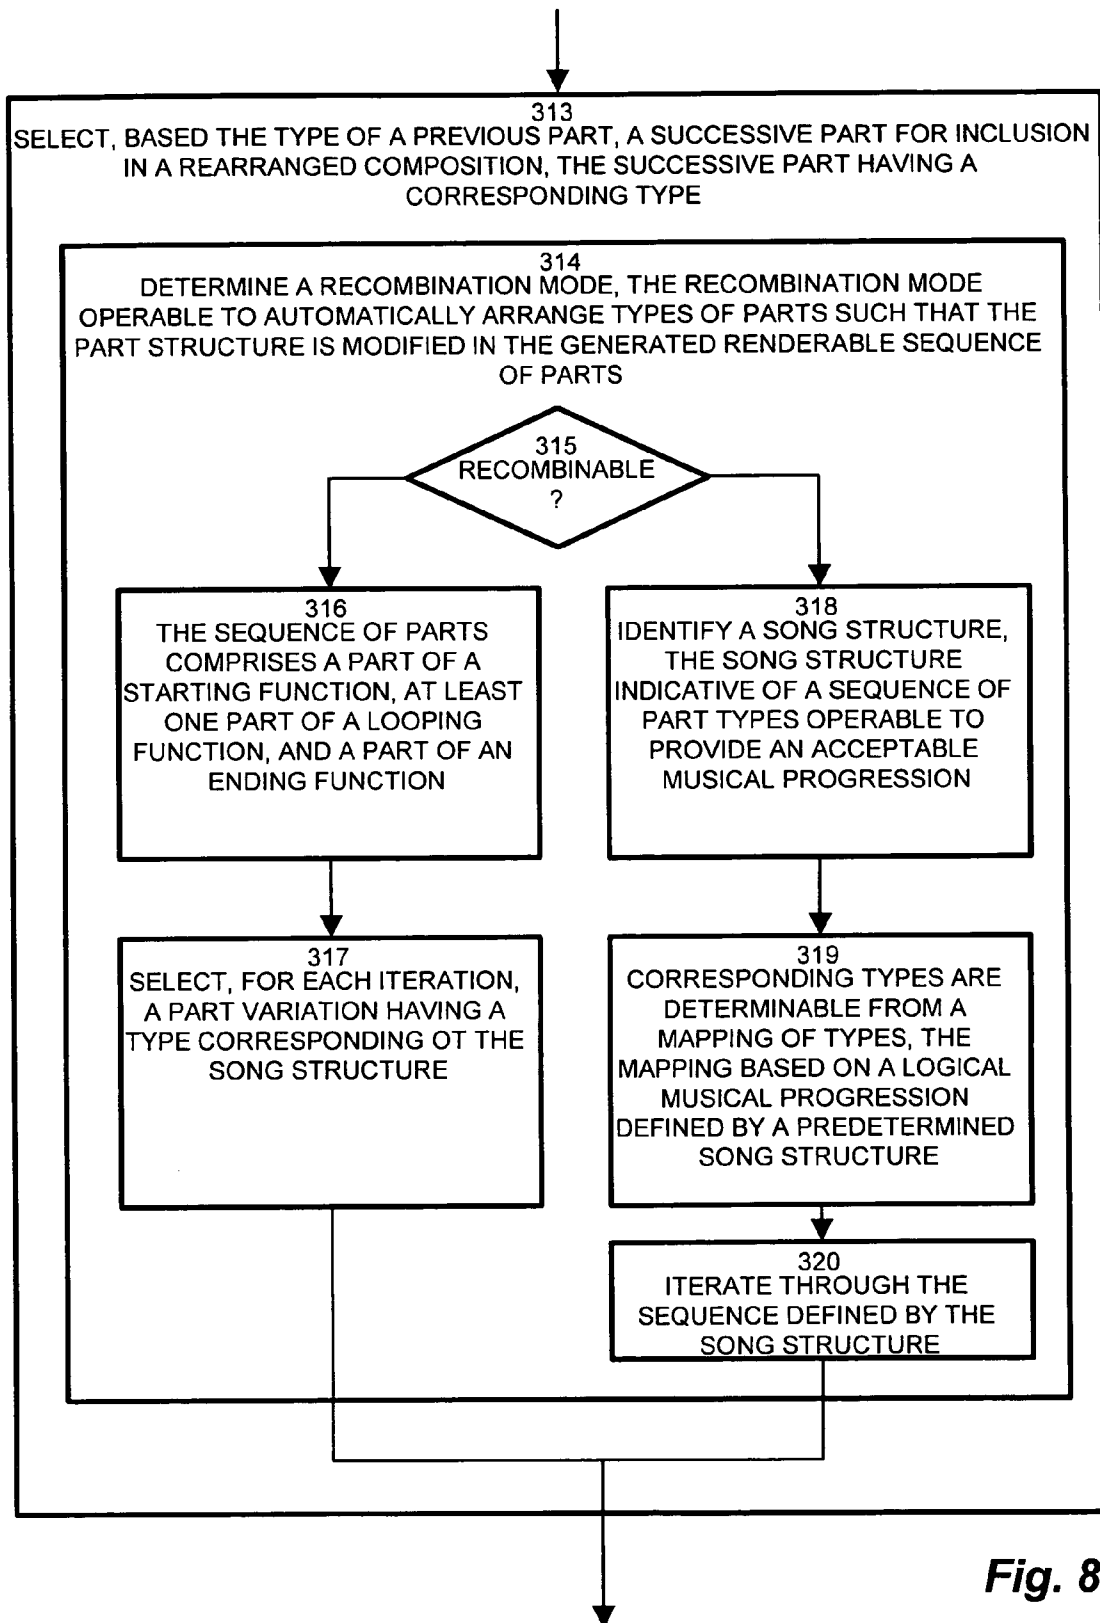 313
SELECT, BASED THE TYPE OF A PREVIOUS PART, A SUCCESSIVE PART FOR INCLUSION
IN A REARRANGED COMPOSITION, THE SUCCESSIVE PART HAVING A
CORRESPONDING TYPE
314
DETERMINE A RECOMBINATION MODE, THE RECOMBINATION MODE
OPERABLE TO AUTOMATICALLY ARRANGE TYPES OF PARTS SUCH THAT THE
PART STRUCTURE IS MODIFIED IN THE GENERATED RENDERABLE SEQUENCE
OF PARTS
315
RECOMBINABLE
?
316
THE SEQUENCE OF PARTS
COMPRISES A PART OF A
STARTING FUNCTION, AT LEAST
ONE PART OF A LOOPING
FUNCTION, AND A PART OF AN
ENDING FUNCTION
318
IDENTIFY A SONG STRUCTURE,
THE SONG STRUCTURE
INDICATIVE OF A SEQUENCE OF
PART TYPES OPERABLE TO
PROVIDE AN ACCEPTABLE
MUSICAL PROGRESSION
317
SELECT, FOR EACH ITERATION,
A PART VARIATION HAVING A
TYPE CORRESPONDING OT THE
SONG STRUCTURE
319
CORRESPONDING TYPES ARE
DETERMINABLE FROM A
MAPPING OF TYPES, THE
MAPPING BASED ON A LOGICAL
MUSICAL PROGRESSION
DEFINED BY A PREDETERMINED
SONG STRUCTURE
320
ITERATE THROUGH THE
SEQUENCE DEFINED BY THE
SONG STRUCTURE
Fig. 8